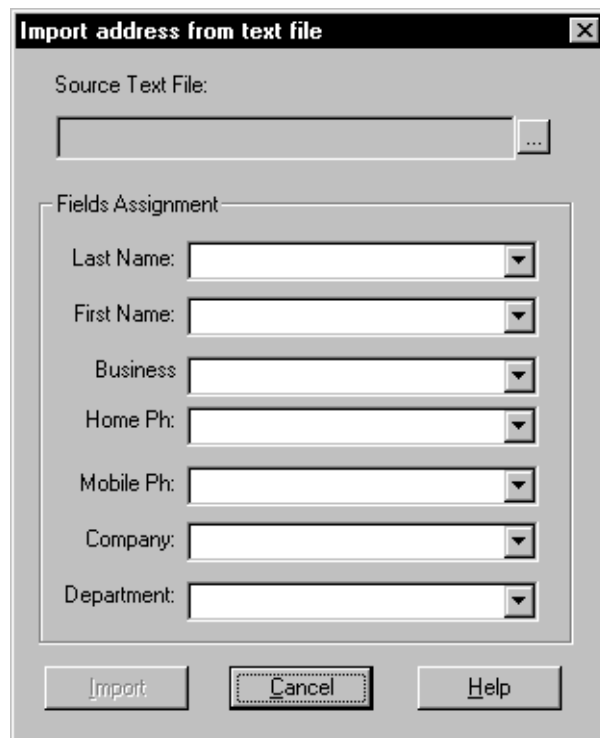 Import address from text file
Source Text File:
...
Fields Assignment
Last Name:
First Name:
Business
Home Ph:
Mobile Ph:
Company:
Department:
Import
Cancel
Help